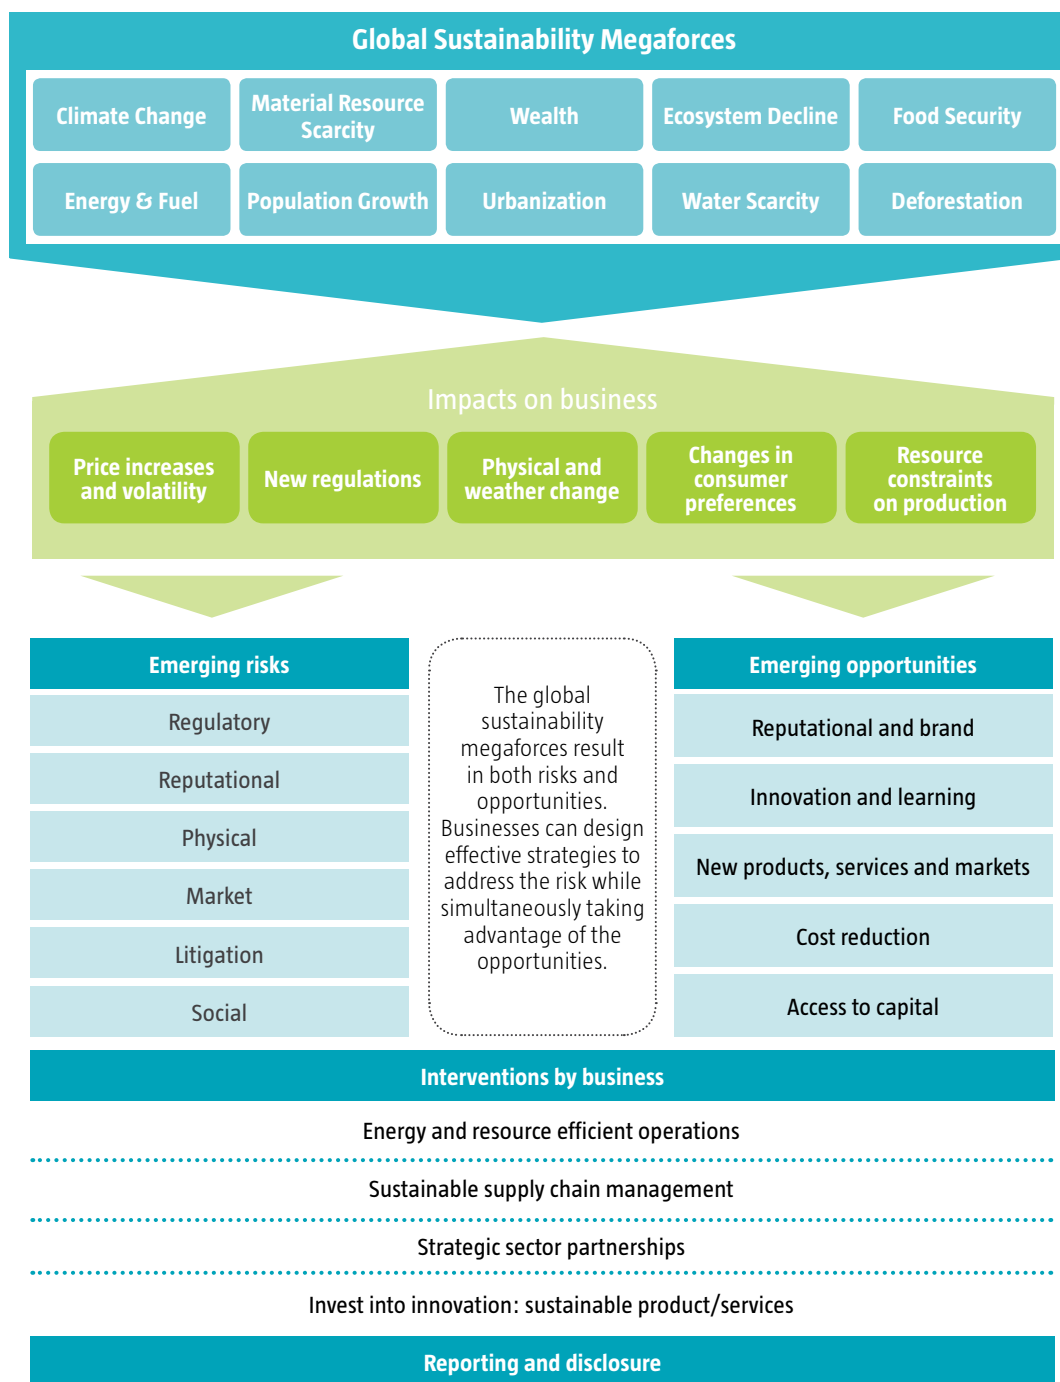 Global Sustainability Megaforces
Climate Change
Material Resource
Scarcity
Wealth
Ecosystem Decline
Food Security
Energy & Fuel
Population Growth
Urbanization
Water Scarcity
Deforestation
Impacts on business
Price increases
and volatility
New regulations
Physical and
weather change
Changes in
consumer
preferences
Resource
constraints
on production
Emerging risks
Regulatory
Reputational
Physical
Market
Litigation
Social
The global
sustainability
megaforces result
in both risks and
opportunities.
Businesses can design
effective strategies to
address the risk while
simultaneously taking
advantage of the
opportunities.
Emerging opportunities
Reputational and brand
Innovation and learning
New products, services and markets
Cost reduction
Access to capital
Interventions by business
Energy and resource efficient operations
Sustainable supply chain management
Strategic sector partnerships
Invest into innovation: sustainable product/services
Reporting and disclosure